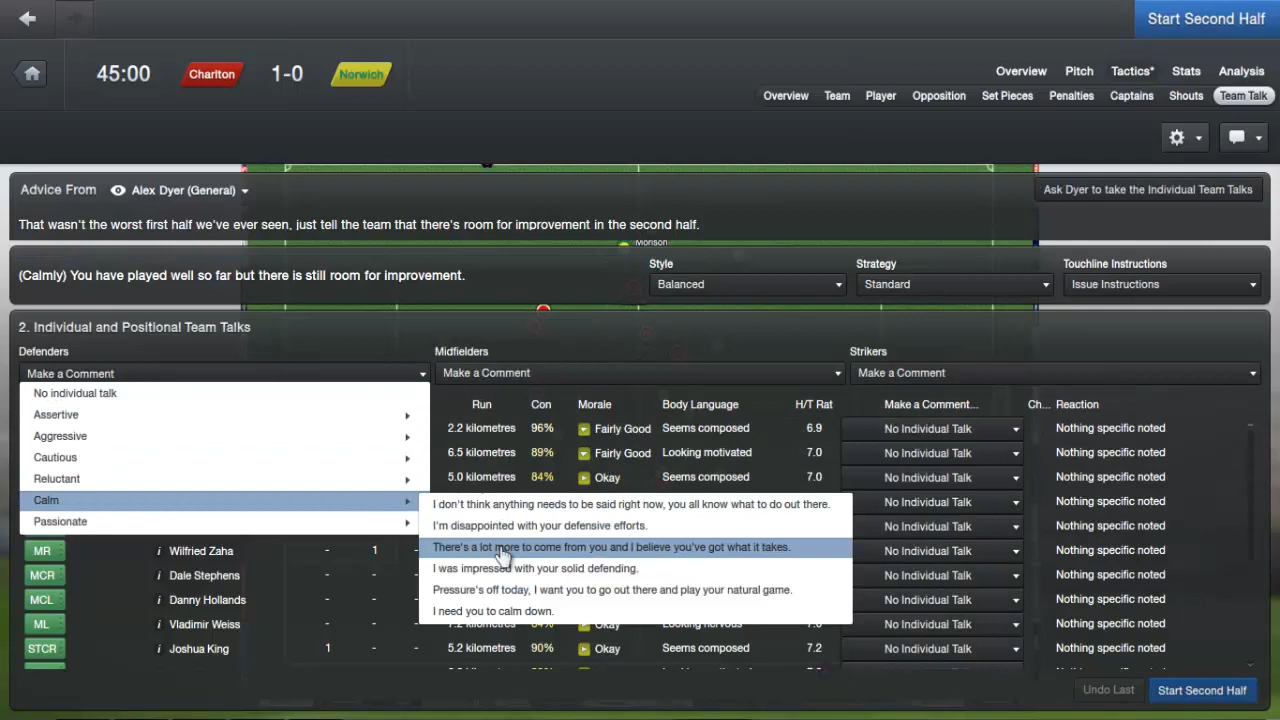 Start Second Half
45:00 Charlton 1-0 Norwich
Overview Pitch Tactics* Stats Analysis
Overview Team Player Opposition Set Pieces Penalties Captains Shouts Team Talk
Advice From Alex Dyer (General)
Ask Dyer to take the Individual Team Talks
That wasn't the worst first half we've ever seen, just tell the team that there's room for improvement in the second half.
Morison
Style Strategy Touchline Instructions
(Calmly) You have played well so far but there is still room for improvement.
Balanced Standard Issue Instructions
2. Individual and Positional Team Talks
Defenders Midfielders Strikers
Make a Comment Make a Comment Make a Comment
No individual talk
Assertive
Aggressive
Cautious
Reluctant
Calm
Passionate
Run Con Morale Body Language H/T Rat Make a Comment... Ch... Reaction
2.2 kilometres 96% Fairly Good Seems composed 6.9 No Individual Talk Nothing specific noted
6.5 kilometres 89% Fairly Good Looking motivated 7.0 No Individual Talk Nothing specific noted
5.0 kilometres 84% Okay Seems composed 7.0 No Individual Talk Nothing specific noted
No Individual Talk Nothing specific noted
No Individual Talk Nothing specific noted
I don't think anything needs to be said right now, you all know what to do out there.
I'm disappointed with your defensive efforts.
There's a lot more to come from you and I believe you've got what it takes.
I was impressed with your solid defending.
Pressure's off today, I want you to go out there and play your natural game.
I need you to calm down.
MR i Wilfried Zaha - 1 - No Individual Talk Nothing specific noted
MCR i Dale Stephens - - No Individual Talk Nothing specific noted
MCL i Danny Hollands - - No Individual Talk Nothing specific noted
ML i Vladimir Weiss - - - kilometres Okay Looking nervous No Individual Talk Nothing specific noted
STCR i Joshua King 1 - - 5.2 kilometres 90% Okay Seems composed 7.2 No Individual Talk Nothing specific noted
Undo Last Start Second Half